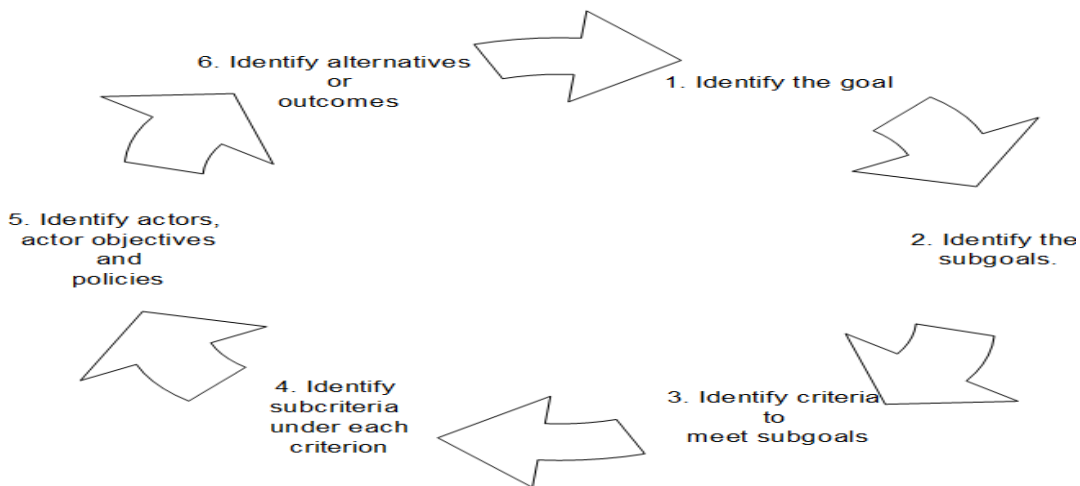 1. Identify the goal
2. Identify the
subgoals.
3. Identify criteria
to
meet subgoals
4. Identify
subcriteria
under each
criterion
5. Identify actors,
actor objectives
and
policies
6. Identify alternatives
or
outcomes